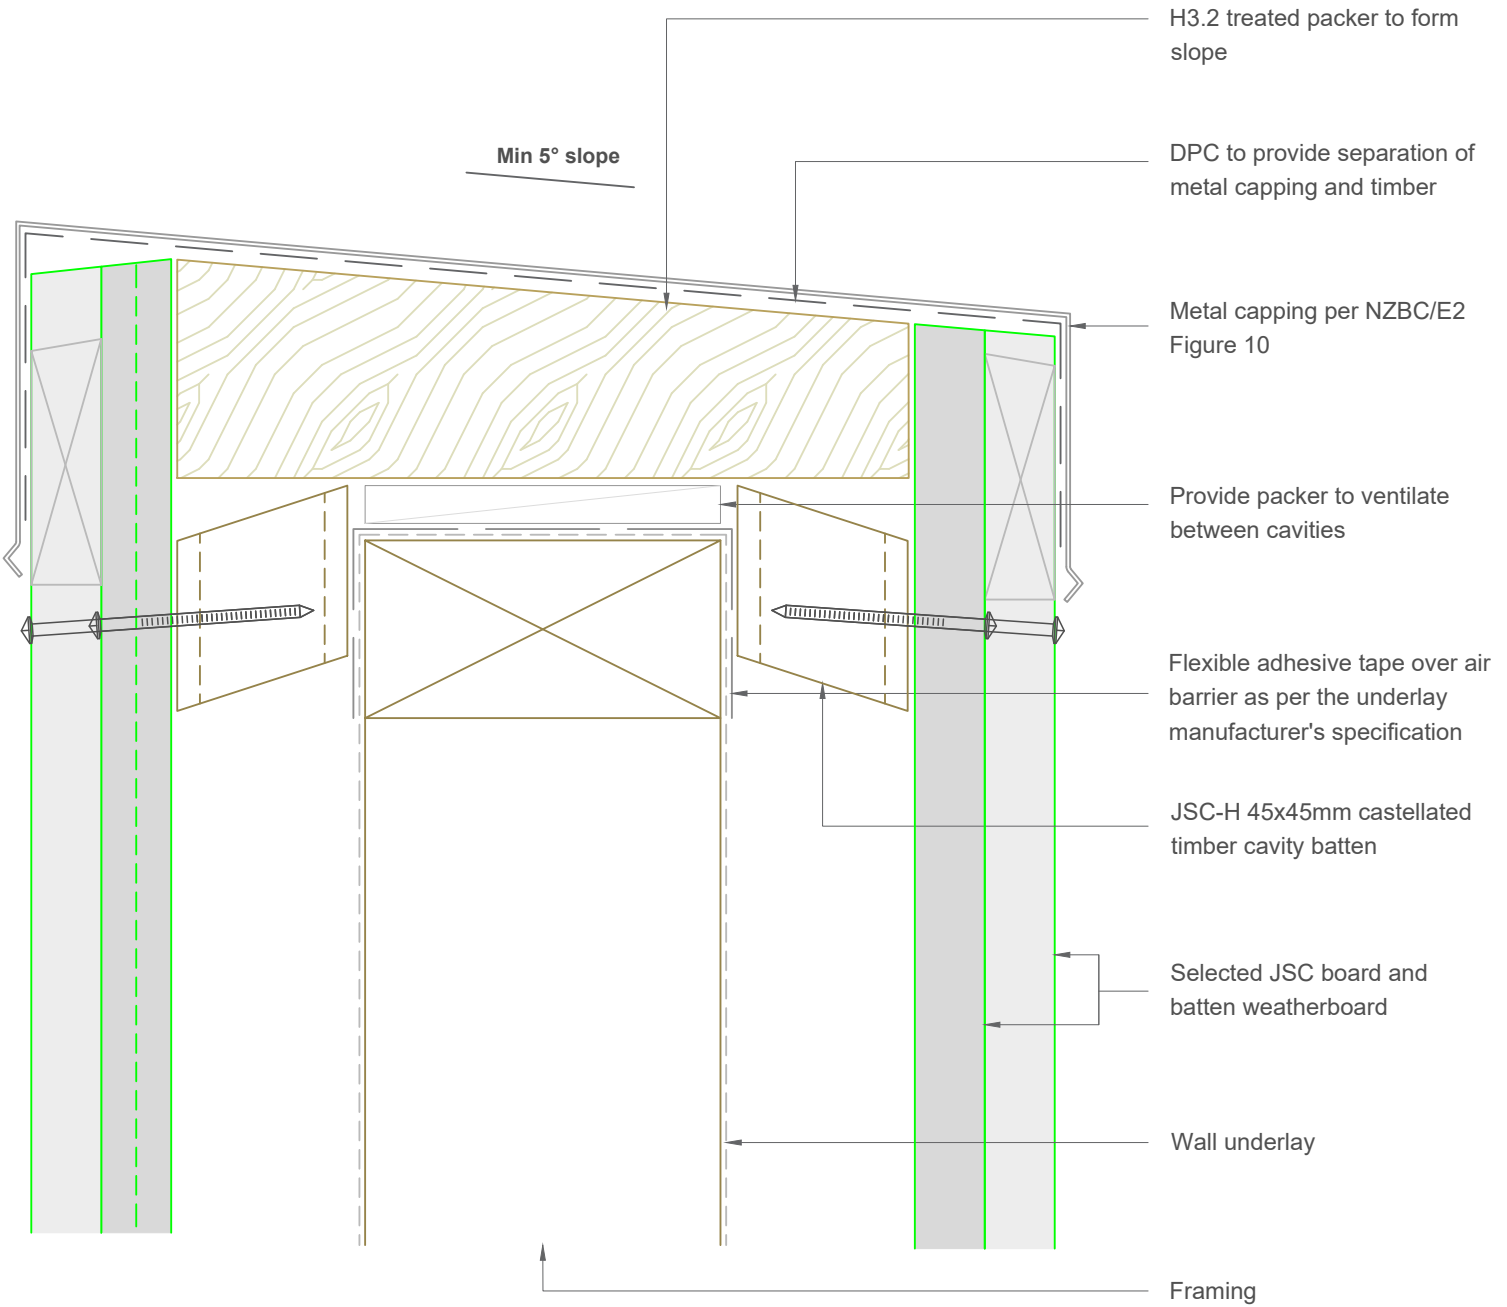 H3.2 treated packer to form
slope
Min 5° slope
DPC to provide separation of
metal capping and timber
Metal capping per NZBC/E2
Figure 10
Provide packer to ventilate
between cavities
Flexible adhesive tape over air
barrier as per the underlay
manufacturer's specification
JSC-H 45x45mm castellated
timber cavity batten
Selected JSC board and
batten weatherboard
Wall underlay
Framing